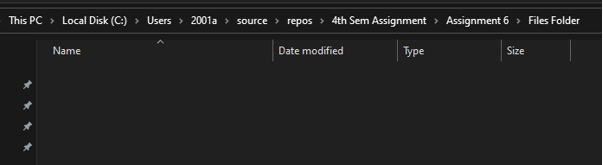 This PC > Local Disk (C:) > Users > 2001a > source > repos > 4th Sem Assignment > Assignment 6 > Files Folder
Name Date modified Type Size